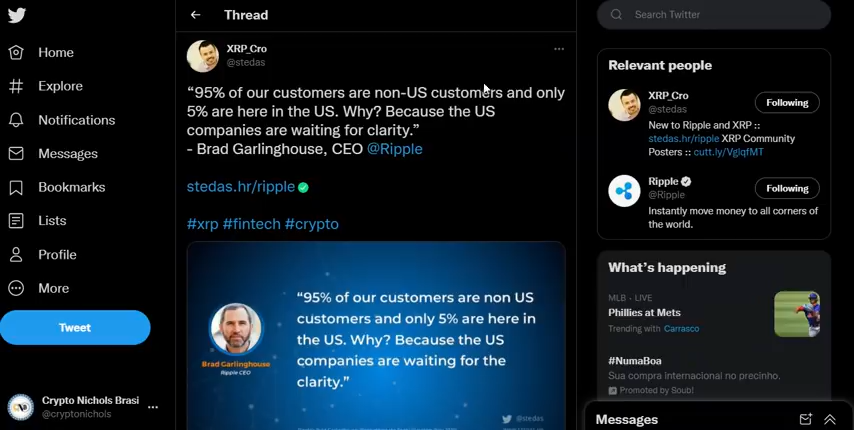 Home
Explore
Notifications
Messages
Bookmarks
Lists
Profile
More
Tweet
Crypto Nichols Brasi
@cryptonichols
Thread
XRP_Cro
@stedas
“95% of our customers are non-US customers and only
5% are here in the US. Why? Because the US
companies are waiting for clarity.”
- Brad Garlinghouse, CEO @Ripple
stedas.hr/ripple
#xrp #fintech #crypto
“95% of our customers are non US
customers and only 5% are here in
the US. Why? Because the US
companies are waiting for the
clarity.”
Brad Garlinghouse
Ripple CEO
@stedas
Search Twitter
Relevant people
XRP_Cro
@stedas
Following
New to Ripple and XRP ::
stedas.hr/ripple XRP Community
Posters :: cutt.ly/VgjqfMT
Ripple
@Ripple
Following
Instantly move money to all corners of
the world.
What’s happening
MLB · LIVE
Phillies at Mets
Trending with Carrasco
#NumaBoa
Sua compra internacional no precinho.
Promoted by Soub!
Messages